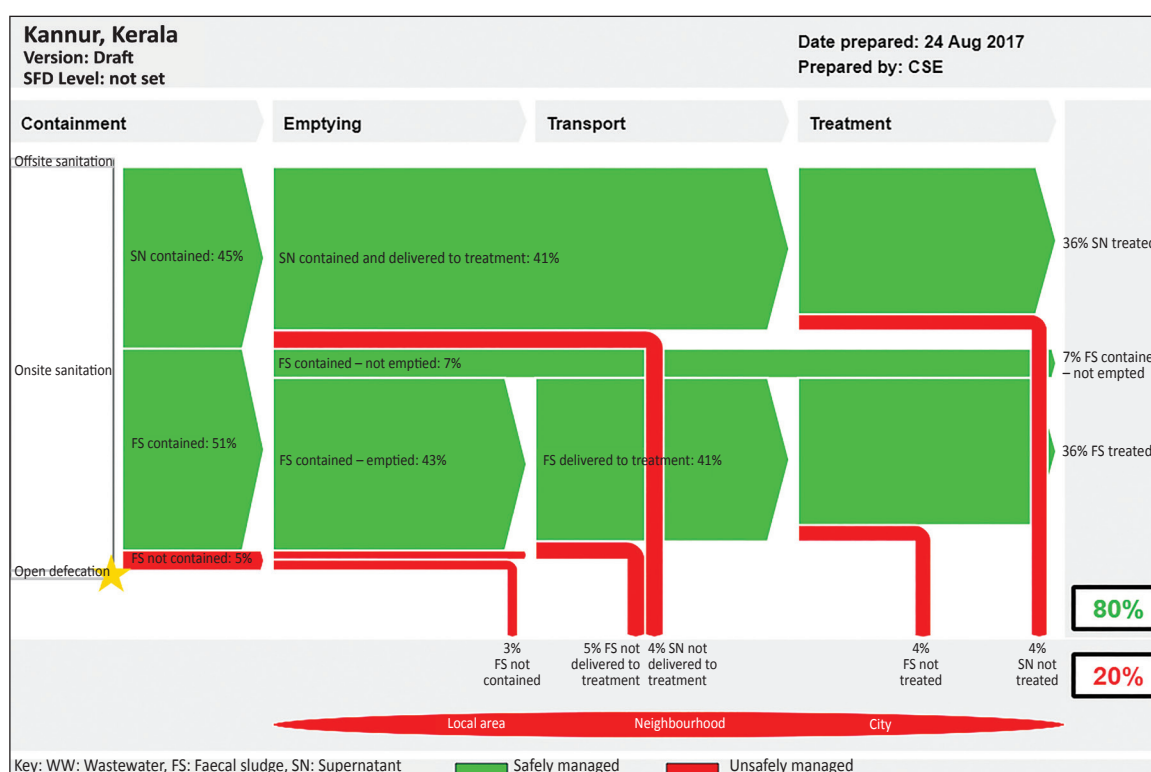 Kannur, Kerala
Version: Draft
SFD Level: not set
Date prepared: 24 Aug 2017
Prepared by: CSE
Containment
Emptying
Transport
Treatment
Offsite sanitation
SN contained: 45%
SN contained and delivered to treatment: 41%
36% SN treated
FS contained – not emptied: 7%
7% FS containe
– not empted
Onsite sanitation
FS contained: 51%
FS contained – emptied: 43%
FS delivered to treatment: 41%
36% FS treated
FS not contained: 5%
Open defecation
80%
3%
FS not
contained
5% FS not
delivered to
treatment
4% SN not
delivered to
treatment
4%
FS not
treated
4%
SN not
treated
20%
Local area
Neighbourhood
City
Key: WW: Wastewater, FS: Faecal sludge, SN: Supernatant
Safely managed
Unsafely managed